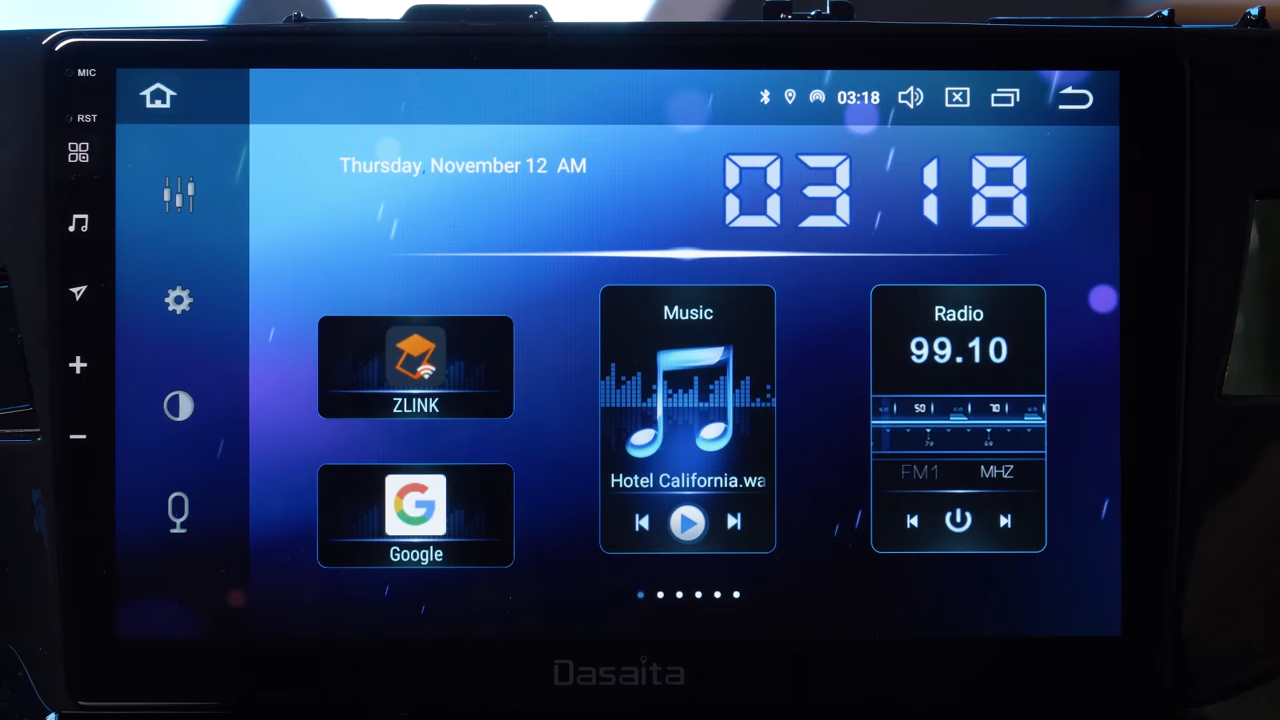 MIC
RST
03:18
Thursday, November 12 AM
03 18
ZLINK
Google
Music
Hotel California.wa
Radio
99.10
50
70
FM1 MHZ
Dasaita